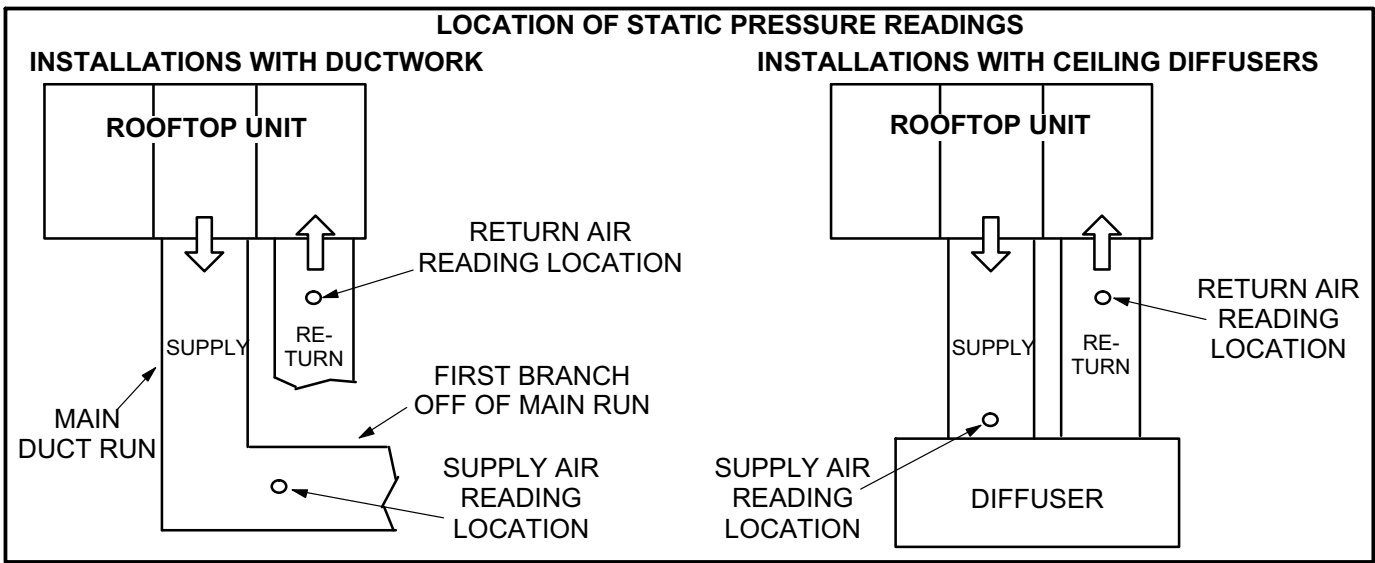 LOCATION OF STATIC PRESSURE READINGS
INSTALLATIONS WITH DUCTWORK
ROOFTOP UNIT
RETURN AIR
READING LOCATION
SUPPLY
RE-
TURN
FIRST BRANCH
OFF OF MAIN RUN
MAIN
DUCT RUN
SUPPLY AIR
READING
LOCATION
INSTALLATIONS WITH CEILING DIFFUSERS
ROOFTOP UNIT
RETURN AIR
READING
LOCATION
SUPPLY
RE-
TURN
SUPPLY AIR
READING
LOCATION
DIFFUSER